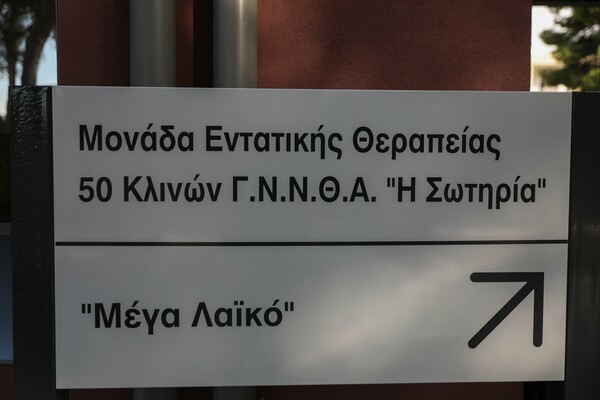 Μονάδα Εντατικής Θεραπείας
50 Κλινών Γ.Ν.Ν.Θ.Α. "Η Σωτηρία"
"Μέγα Λαϊκό"